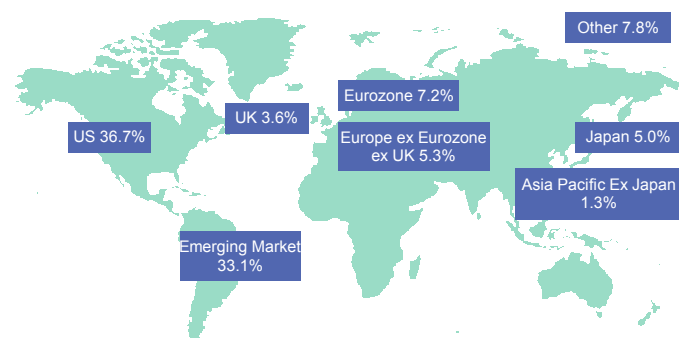 Other 7.8%
Eurozone 7.2%
UK 3.6%
US 36.7%
Europe ex Eurozone
ex UK 5.3%
Japan 5.0%
Asia Pacific Ex Japan
1.3%
Emerging Market
33.1%